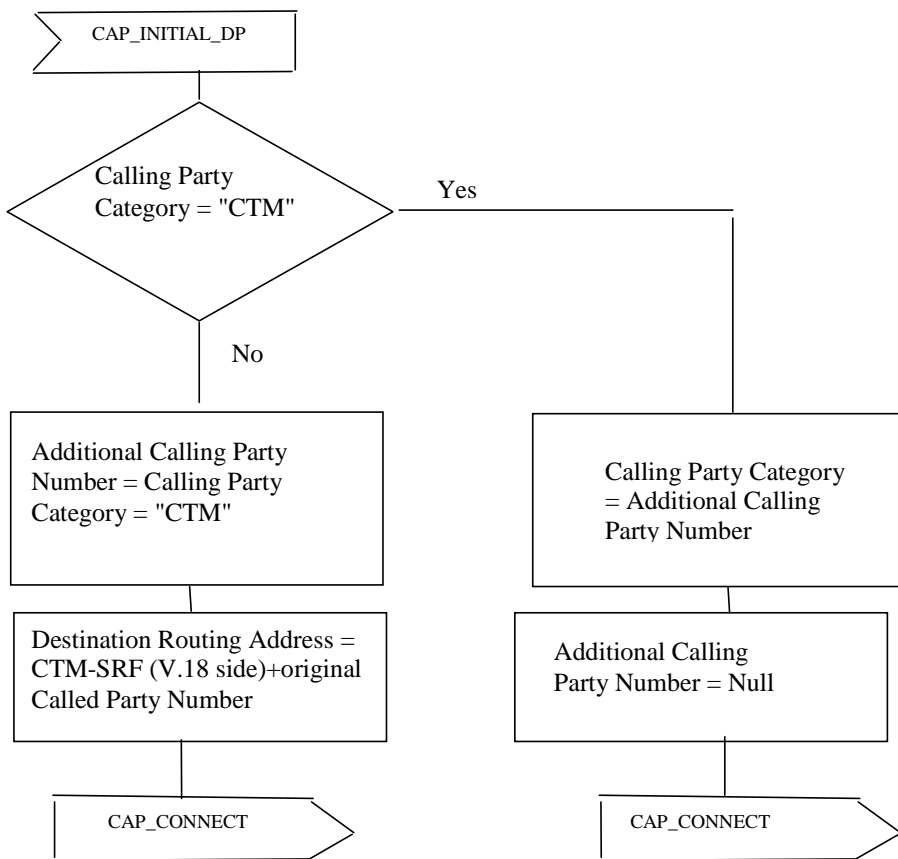 CAP_INITIAL_DP
Calling Party
Category = "CTM"
Yes
No
Additional Calling Party
Number = Calling Party
Category = "CTM"
Calling Party Category
= Additional Calling
Party Number
Destination Routing Address =
CTM-SRF (V.18 side)+original
Called Party Number
Additional Calling
Party Number = Null
CAP_CONNECT
CAP_CONNECT